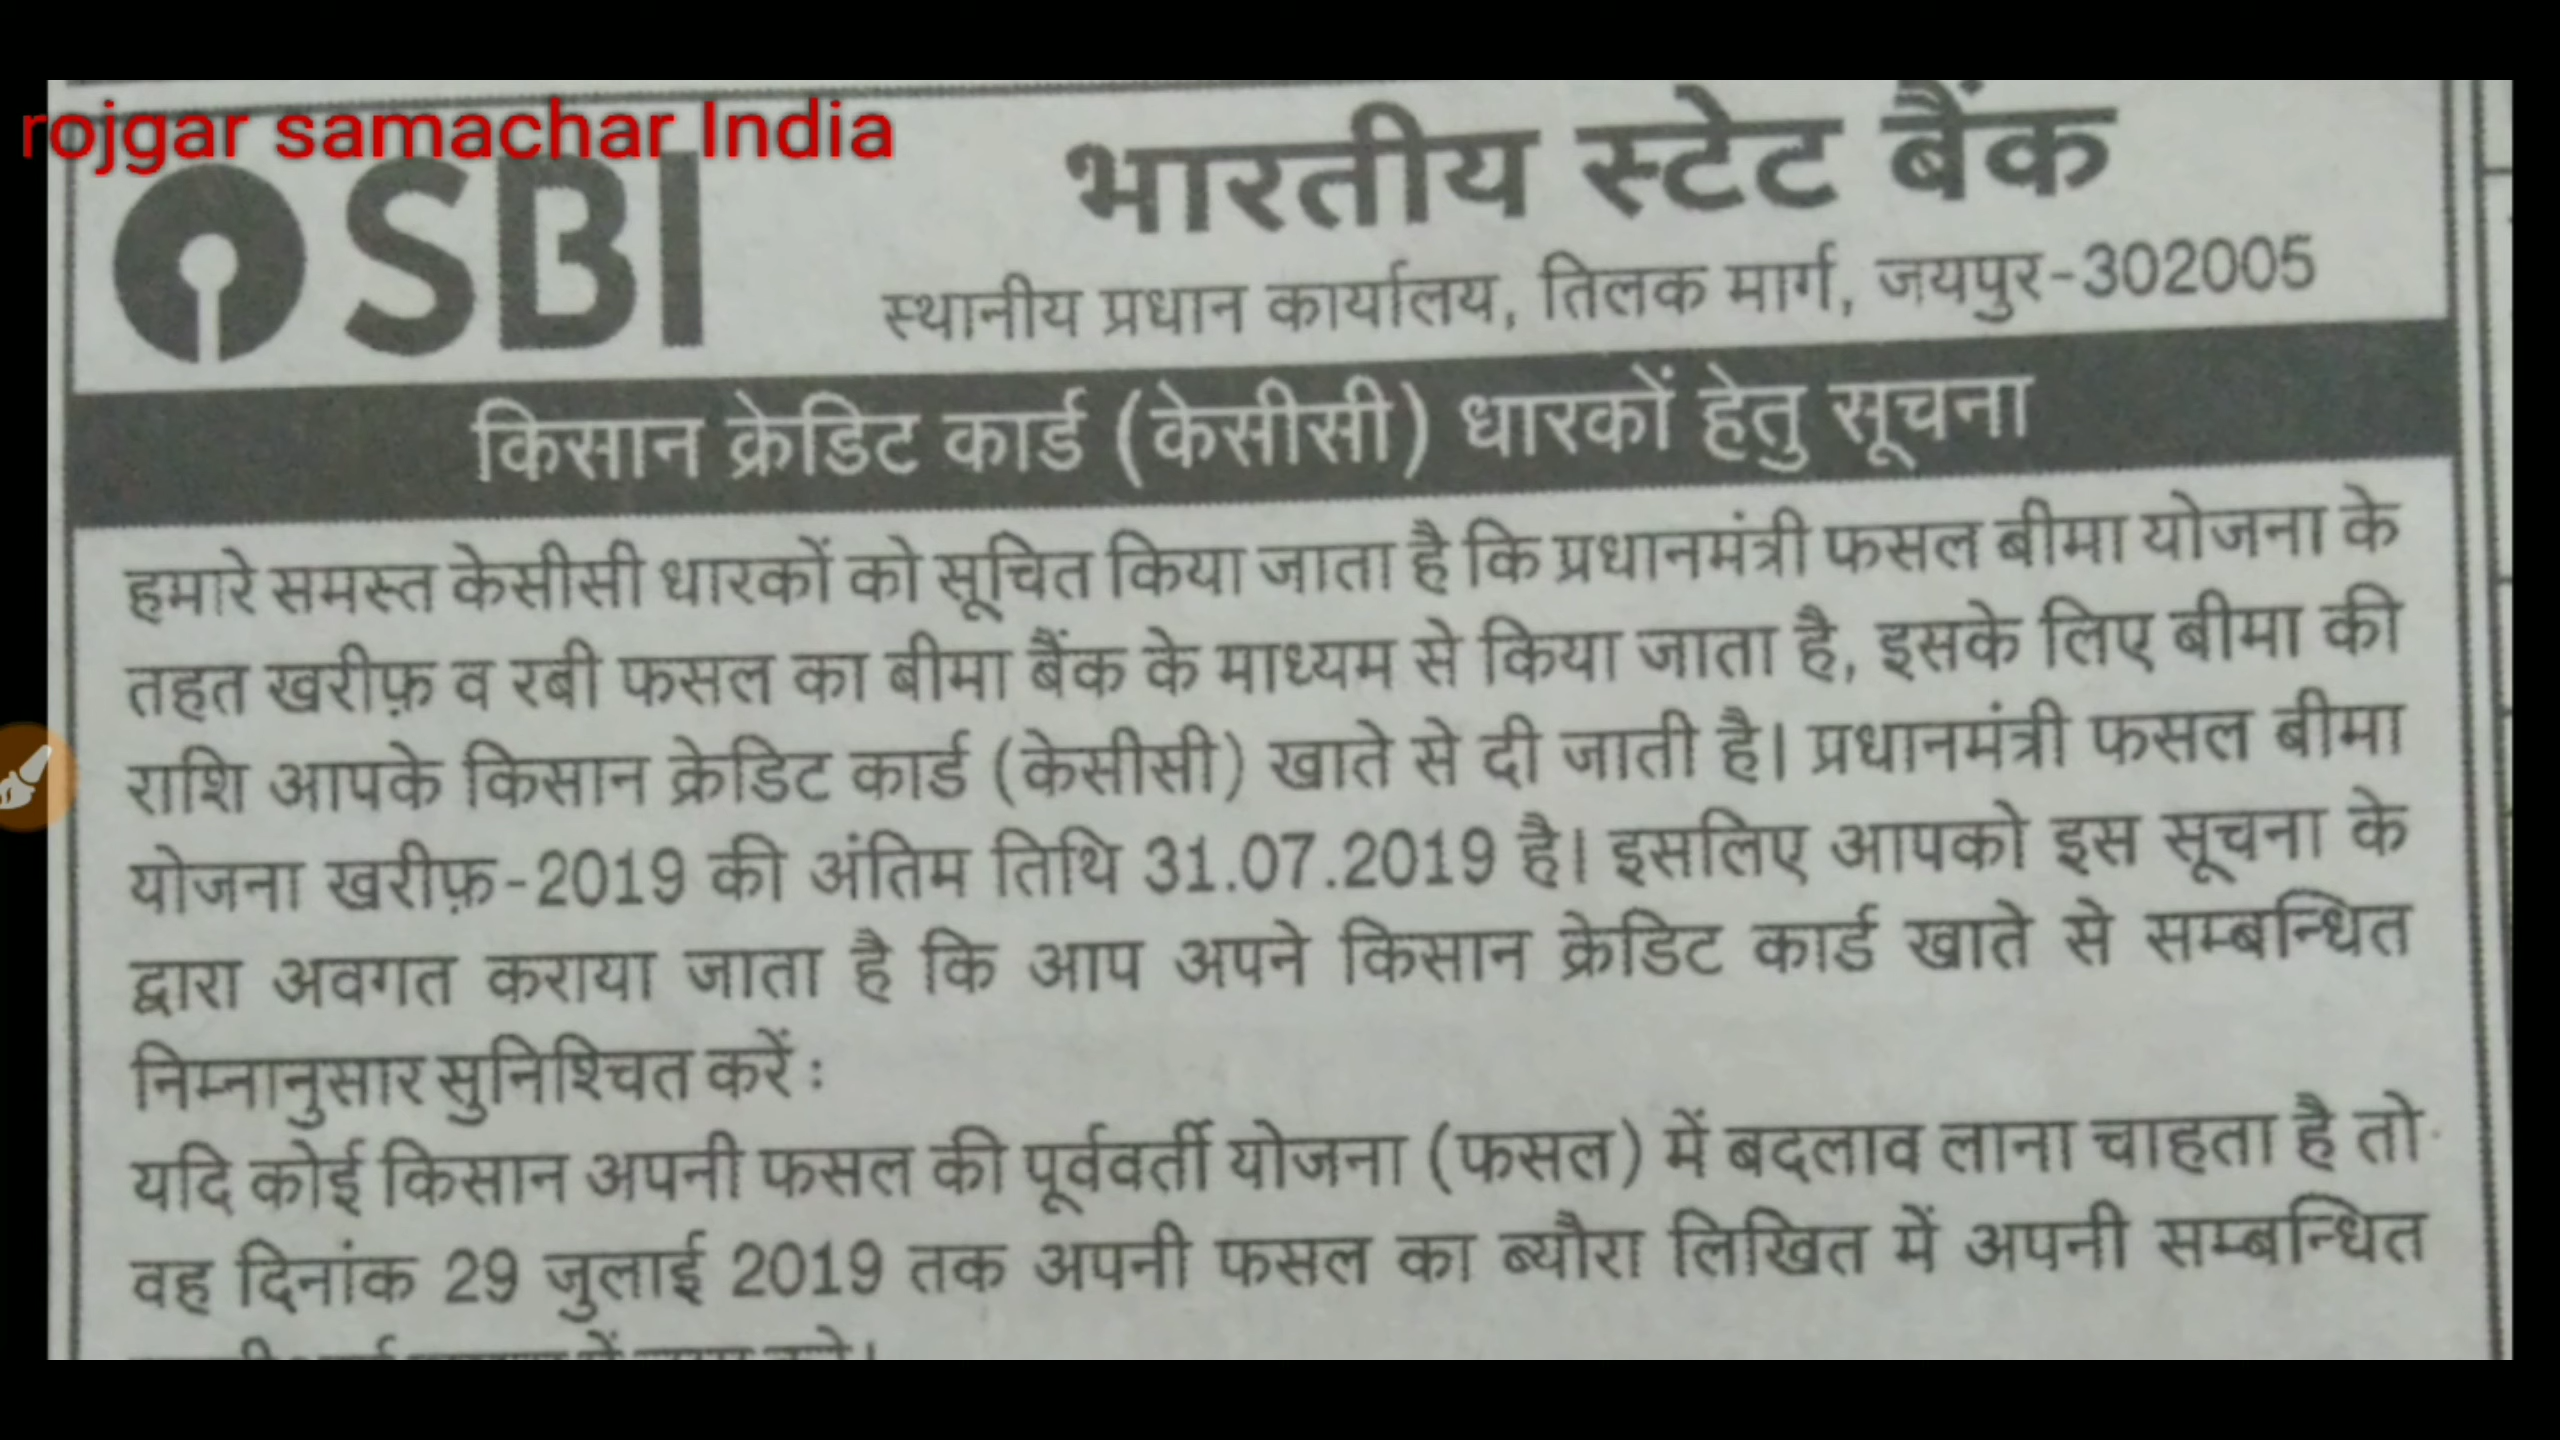 rojgar samachar India
SBI
भारतीय स्टेट बैंक
स्थानीय प्रधान कार्यालय, तिलक मार्ग, जयपुर-302005
किसान क्रेडिट कार्ड (केसीसी) धारकों हेतु सूचना
हमारे समस्त केसीसी धारकों को सूचित किया जाता है कि प्रधानमंत्री फसल बीमा योजना के
तहत खरीफ़ व रबी फसल का बीमा बैंक के माध्यम से किया जाता है, इसके लिए बीमा की
राशि आपके किसान क्रेडिट कार्ड (केसीसी) खाते से दी जाती है। प्रधानमंत्री फसल बीमा
योजना खरीफ़-2019 की अंतिम तिथि 31.07.2019 है। इसलिए आपको इस सूचना के
द्वारा अवगत कराया जाता है कि आप अपने किसान क्रेडिट कार्ड खाते से सम्बन्धित
निम्नानुसार सुनिश्चित करें :
यदि कोई किसान अपनी फसल की पूर्ववर्ती योजना (फसल) में बदलाव लाना चाहता है तो
वह दिनांक 29 जुलाई 2019 तक अपनी फसल का ब्यौरा लिखित में अपनी सम्बन्धित